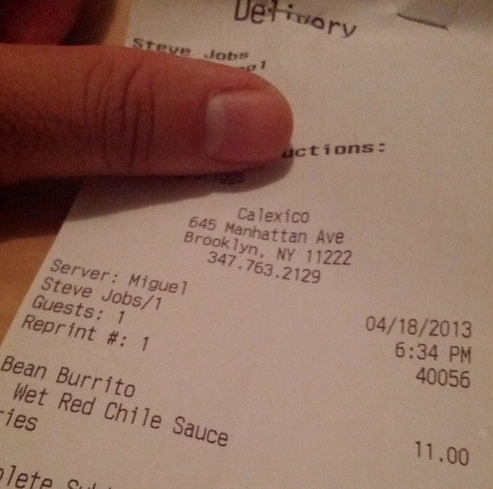 Delivery
Steve Jobs
uctions:
Calexico
645 Manhattan Ave
Brooklyn, NY 11222
347.763.2129
Server: Miguel
Steve Jobs/1
Guests: 1
Reprint #: 1
04/18/2013
6:34 PM
40056
Bean Burrito
Wet Red Chile Sauce
ries
11.00